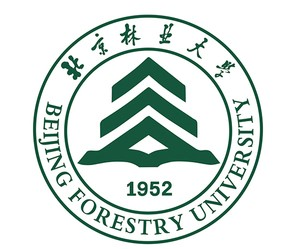 北京林业大学
1952
BEIJING FORESTRY UNIVERSITY